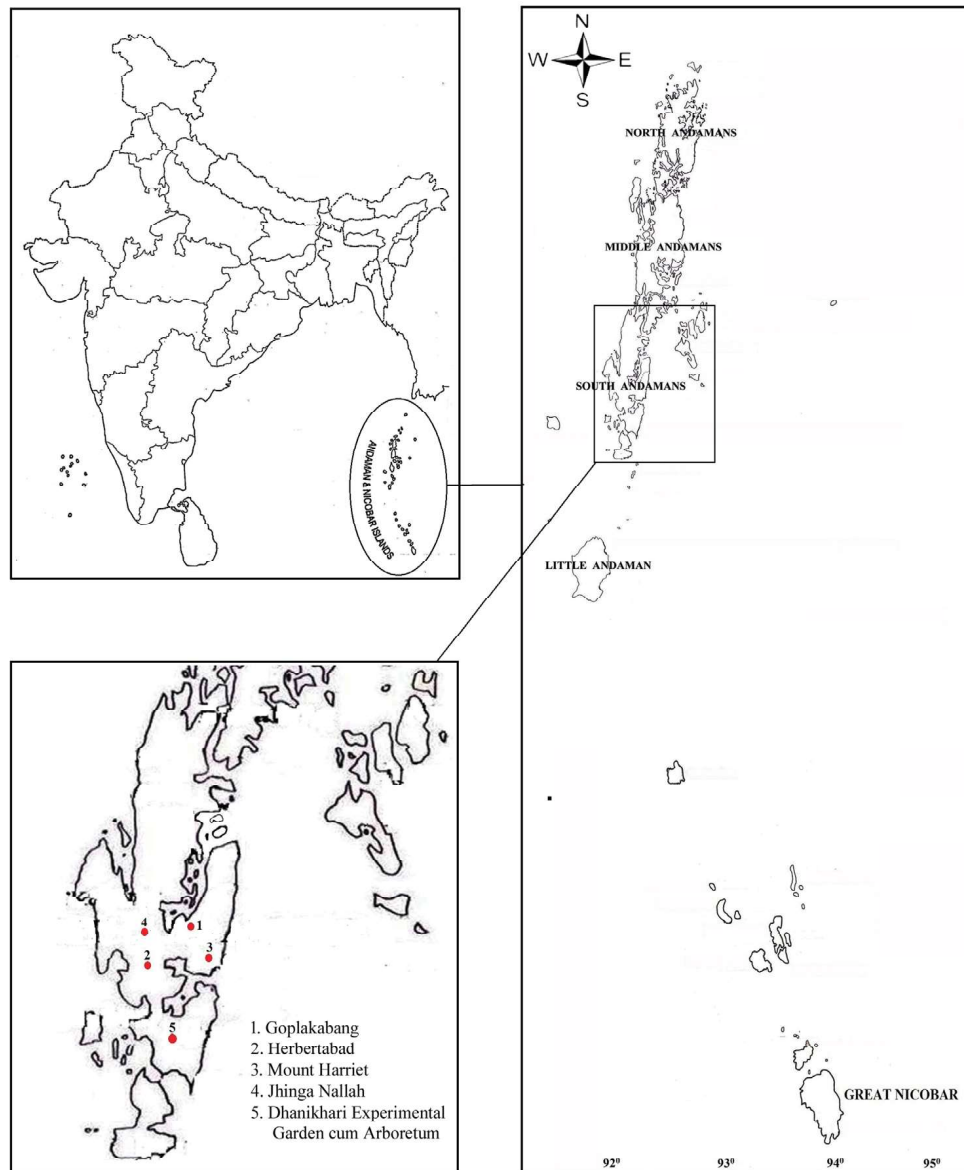 ANDAMAN & NICOBAR ISLANDS
N
W E
S
NORTH ANDAMANS
MIDDLE ANDAMANS
SOUTH ANDAMANS
LITTLE ANDAMAN
GREAT NICOBAR
92⁰ 93⁰ 94⁰ 95⁰
4
1
2
3
5
1. Goplakabang
2. Herbertabad
3. Mount Harriet
4. Jhinga Nallah
5. Dhanikhari Experimental
Garden cum Arboretum